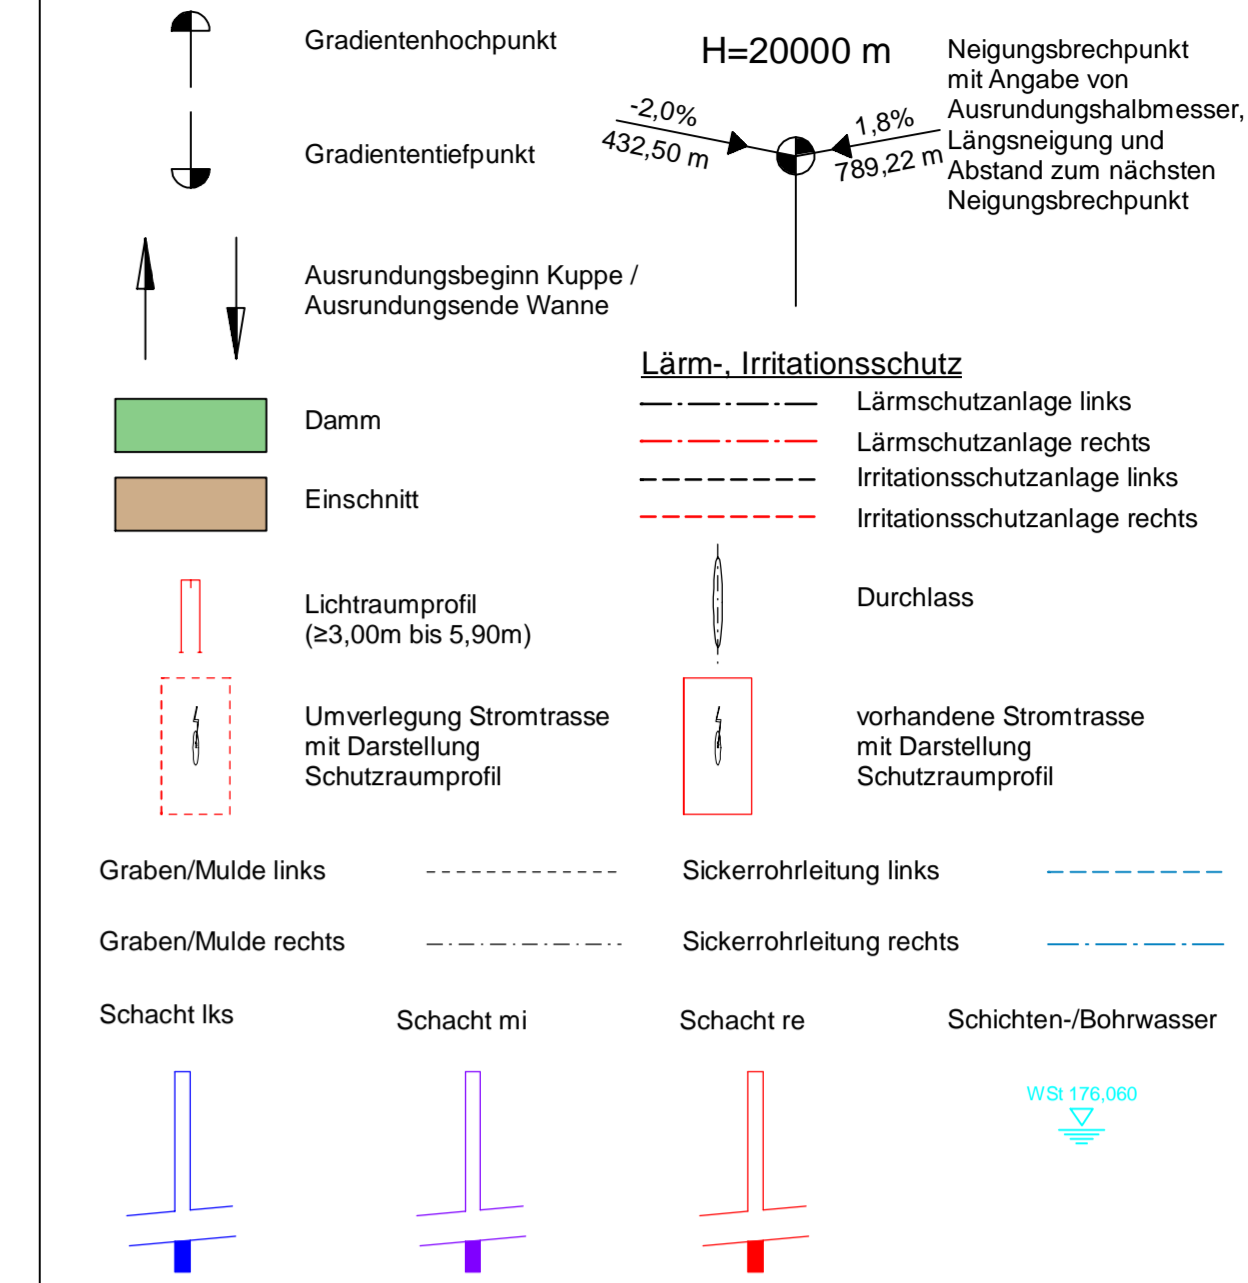 Gradientenhochpunkt
H=20000 m
-2,0%
432,50 m
1,8%
789,22 m
Neigungsbrechpunkt
mit Angabe von
Ausrundungshalbmesser,
Längsneigung und
Abstand zum nächsten
Neigungsbrechpunkt
Gradiententiefpunkt
Ausrundungsbeginn Kuppe /
Ausrundungsende Wanne
Lärm-, Irritationsschutz
Damm
Lärmschutzanlage links
Lärmschutzanlage rechts
Einschnitt
Irritationsschutzanlage links
Irritationsschutzanlage rechts
Lichtraumprofil
(≥3,00m bis 5,90m)
Durchlass
Umverlegung Stromtrasse
mit Darstellung
Schutzraumprofil
vorhandene Stromtrasse
mit Darstellung
Schutzraumprofil
Graben/Mulde links
Sickerrohrleitung links
Graben/Mulde rechts
Sickerrohrleitung rechts
Schacht lks
Schacht mi
Schacht re
Schichten-/Bohrwasser
WSt 176,060